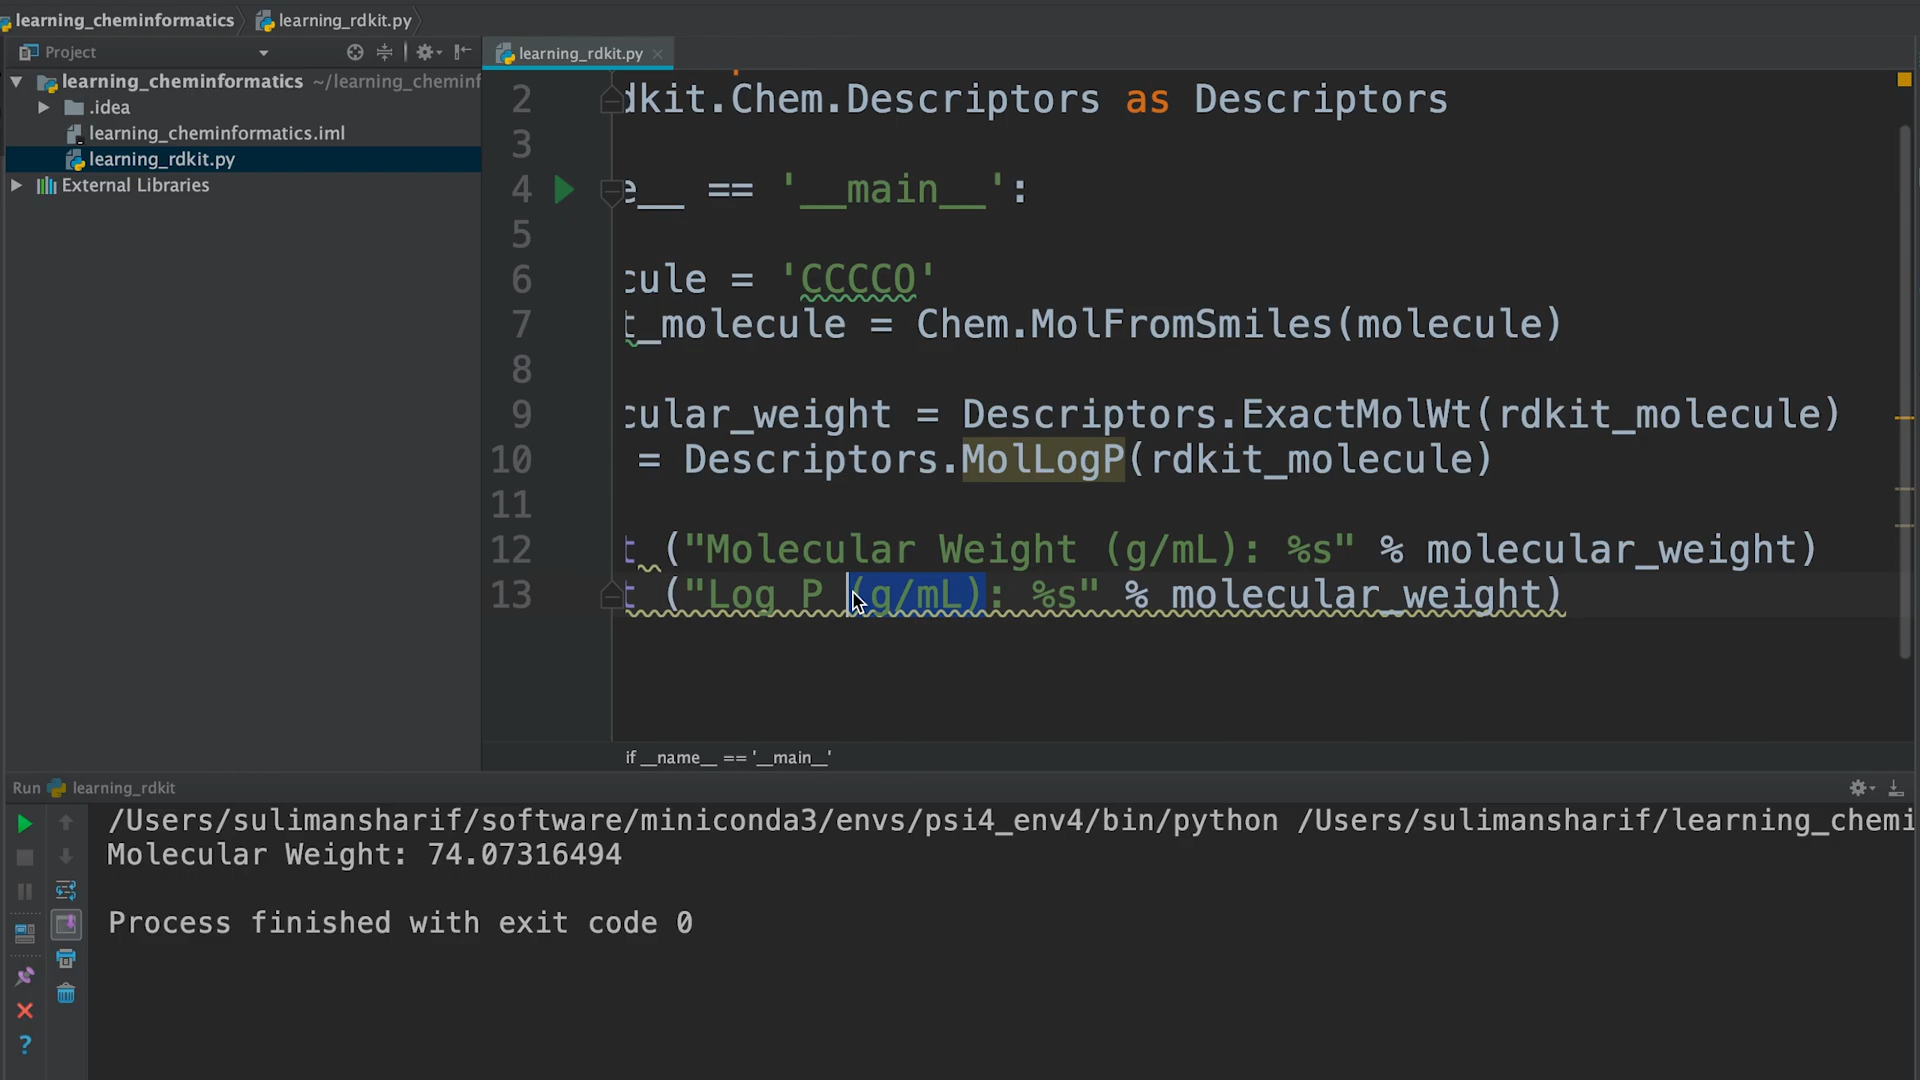 learning_cheminformatics learning_rdkit.py
Project
learning_rdkit.py
learning_cheminformatics ~/learning_cheminf
.idea
learning_cheminformatics.iml
learning_rdkit.py
External Libraries
2 dkit.Chem.Descriptors as Descriptors
3
4 e__ == '__main__':
5
6 cule = 'CCCCO'
7 t_molecule = Chem.MolFromSmiles(molecule)
8
9 cular_weight = Descriptors.ExactMolWt(rdkit_molecule)
10 = Descriptors.MolLogP(rdkit_molecule)
11
12 t ("Molecular Weight (g/mL): %s" % molecular_weight)
13 t ("Log P (g/mL): %s" % molecular_weight)
if __name__ == '__main__'
Run learning_rdkit
/Users/sulimansharif/software/miniconda3/envs/psi4_env4/bin/python /Users/sulimansharif/learning_chemi
Molecular Weight: 74.07316494
Process finished with exit code 0